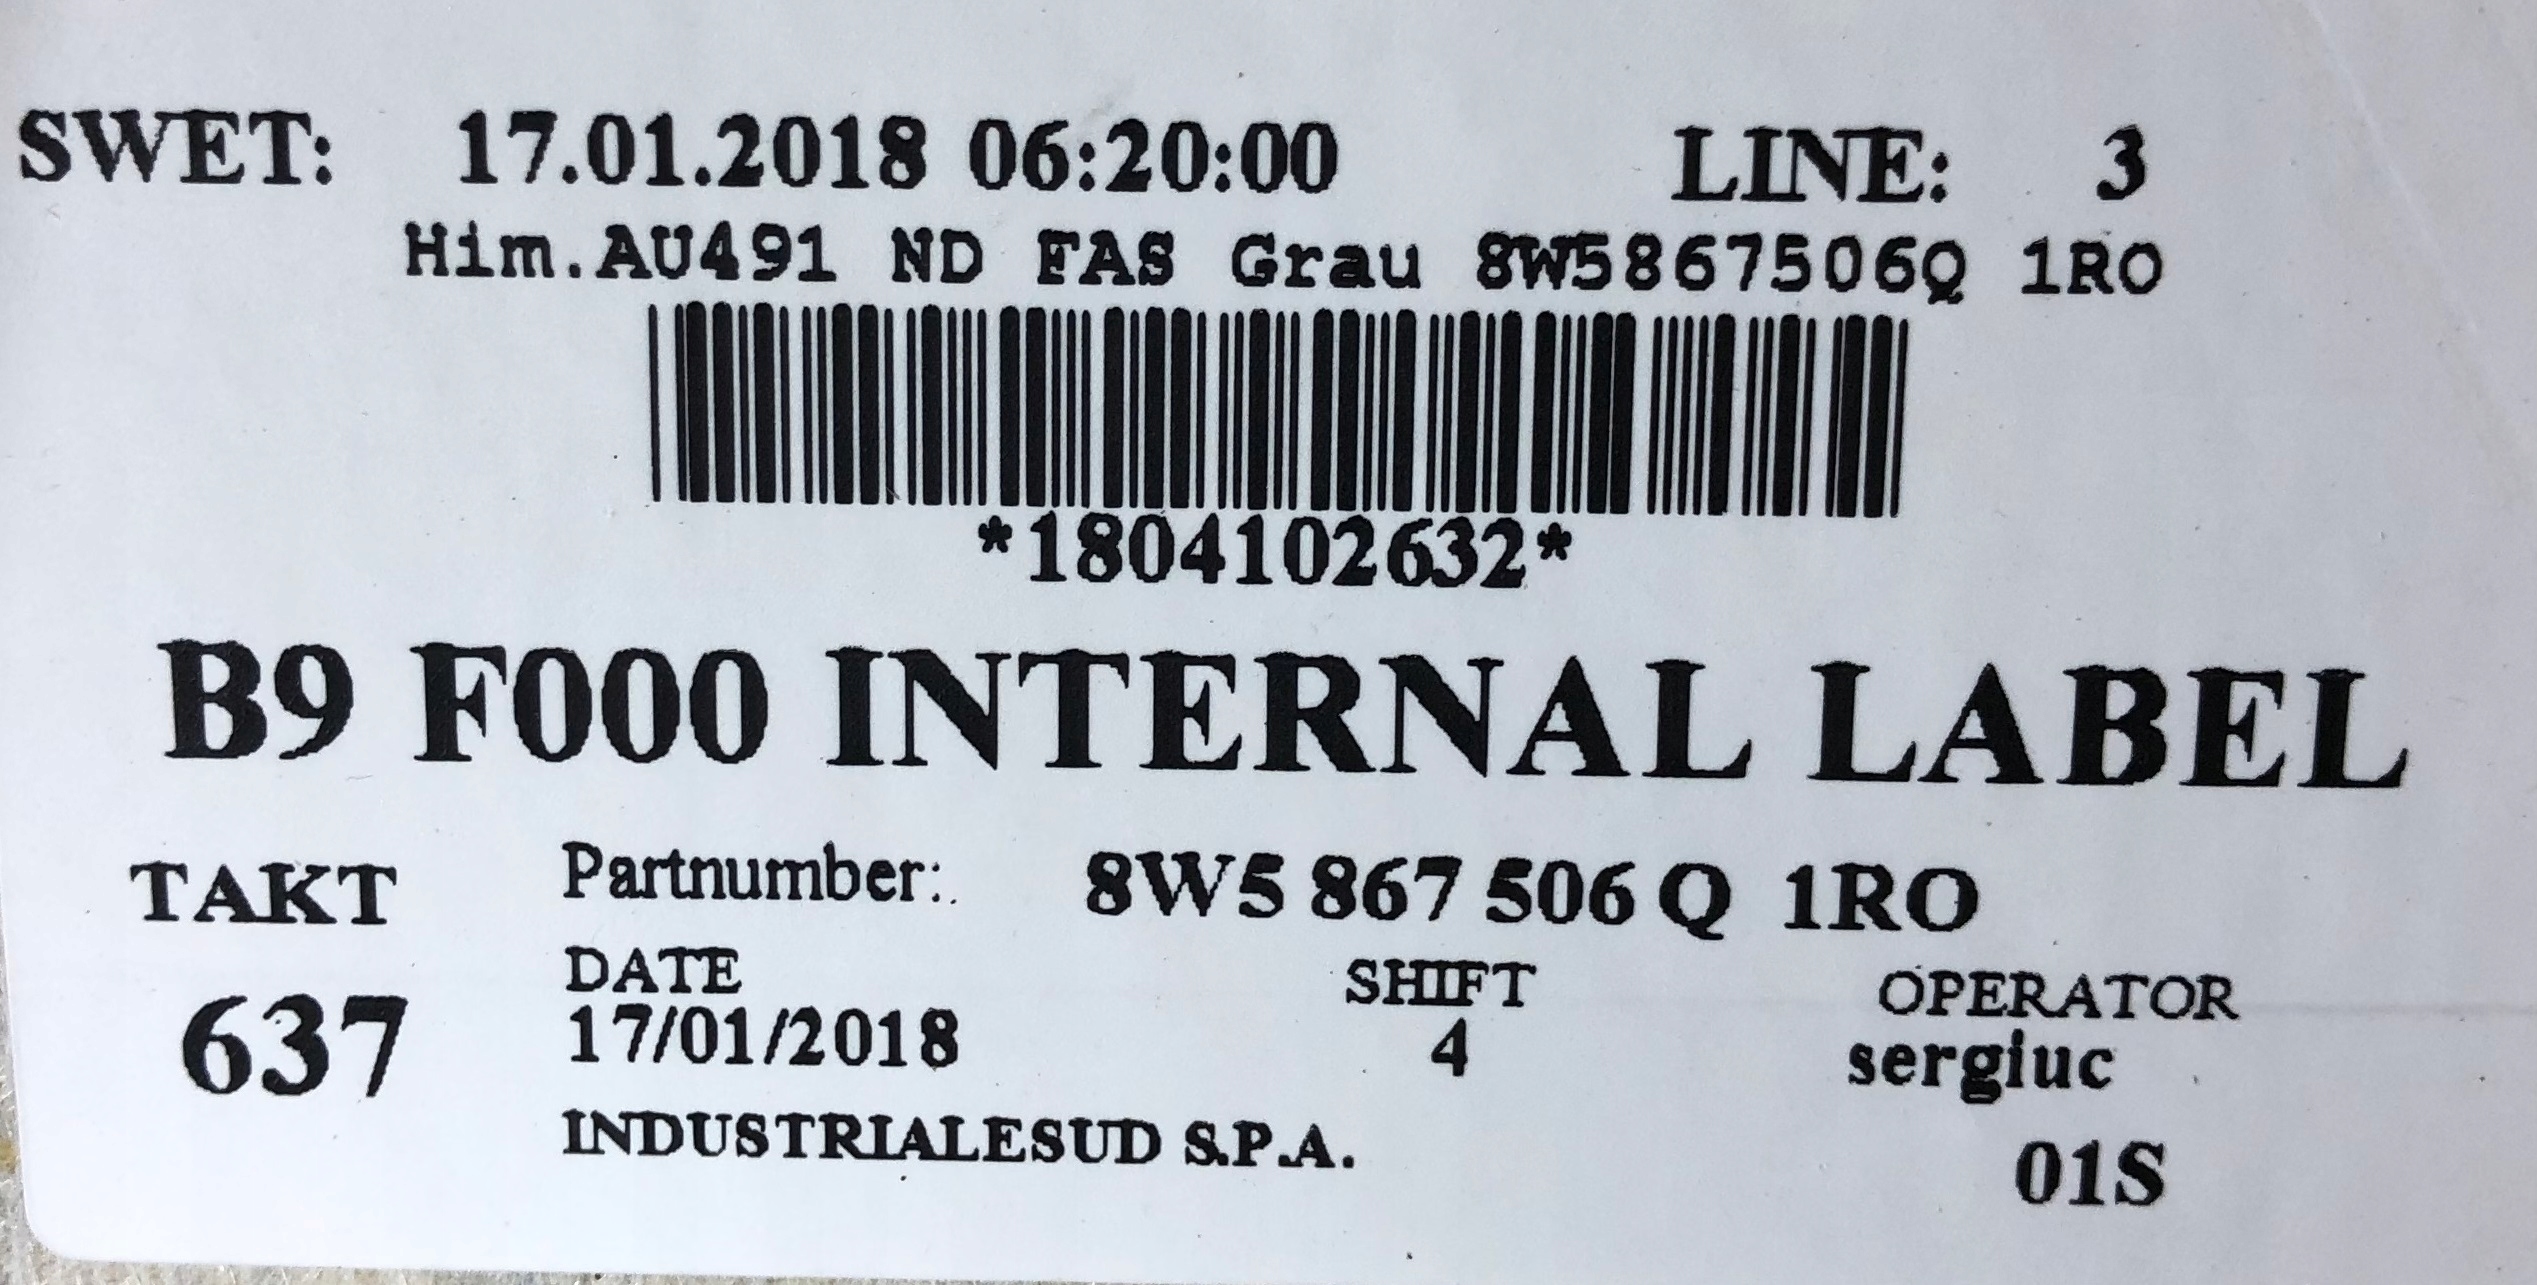 SWET: 17.01.2018 06:20:00 LINE: 3
Him.AU491 ND FAS Grau 8W5867506Q 1RO
*1804102632*
B9 F000 INTERNAL LABEL
TAKT Partnumber: 8W5 867 506 Q 1RO
DATE SHIFT OPERATOR
637 17/01/2018 4 sergiuc
INDUSTRIALESUD S.P.A. 01S